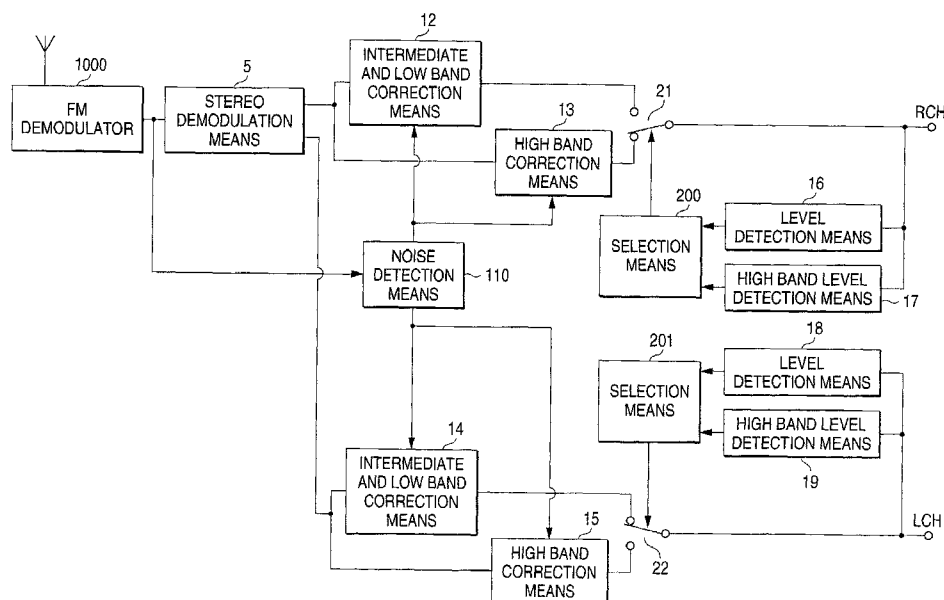 12
1000
5
INTERMEDIATE
AND LOW BAND
CORRECTION
MEANS
FM
DEMODULATOR
STEREO
DEMODULATION
MEANS
13
HIGH BAND
CORRECTION
MEANS
21
RCH
200
SELECTION
MEANS
16
LEVEL
DETECTION MEANS
HIGH BAND LEVEL
DETECTION MEANS
17
NOISE
DETECTION
MEANS
110
201
SELECTION
MEANS
18
LEVEL
DETECTION MEANS
HIGH BAND LEVEL
DETECTION MEANS
19
14
INTERMEDIATE
AND LOW BAND
CORRECTION
MEANS
15
HIGH BAND
CORRECTION
MEANS
22
LCH